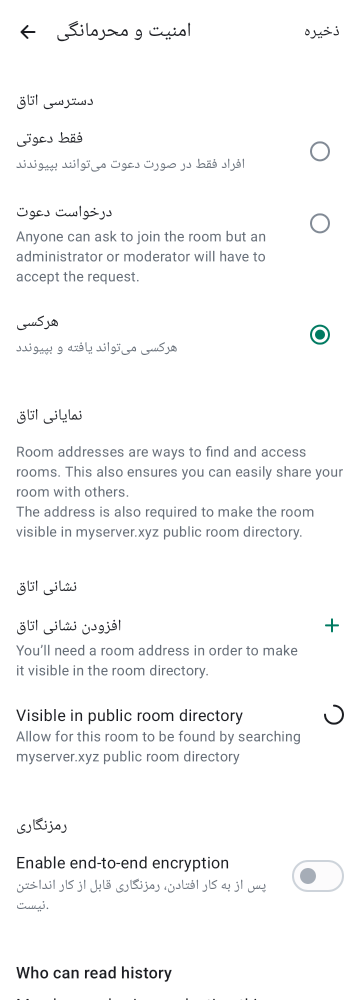 امنیت و محرمانگی
ذخیره
دسترسی اتاق
فقط دعوتی
افراد فقط در صورت دعوت می‌توانند بپیوندند
درخواست دعوت
Anyone can ask to join the room but an
administrator or moderator will have to
accept the request.
هرکسی
هرکسی می‌تواند یافته و بپیوندد
نمایانی اتاق
Room addresses are ways to find and access
rooms. This also ensures you can easily share your
room with others.
The address is also required to make the room
visible in myserver.xyz public room directory.
نشانی اتاق
افزودن نشانی اتاق
You’ll need a room address in order to make
it visible in the room directory.
Visible in public room directory
Allow for this room to be found by searching
myserver.xyz public room directory
رمزنگاری
Enable end-to-end encryption
پس از به کار افتادن، رمزنگاری قابل از کار انداختن
نیست.
Who can read history